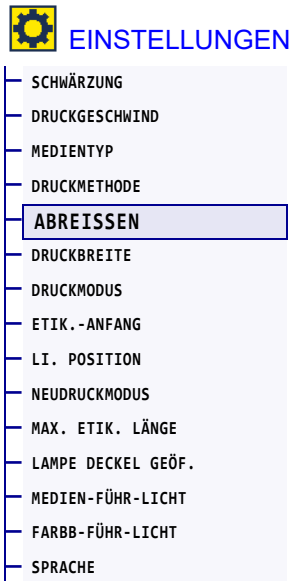 EINSTELLUNGEN
SCHWÄRZUNG
DRUCKGESCHWIND
MEDIENTYP
DRUCKMETHODE
ABREISSEN
DRUCKBREITE
DRUCKMODUS
ETIK.-ANFANG
LI. POSITION
NEUDRUCKMODUS
MAX. ETIK. LÄNGE
LAMPE DECKEL GEÖF.
MEDIEN-FÜHR-LICHT
FARBB-FÜHR-LICHT
SPRACHE